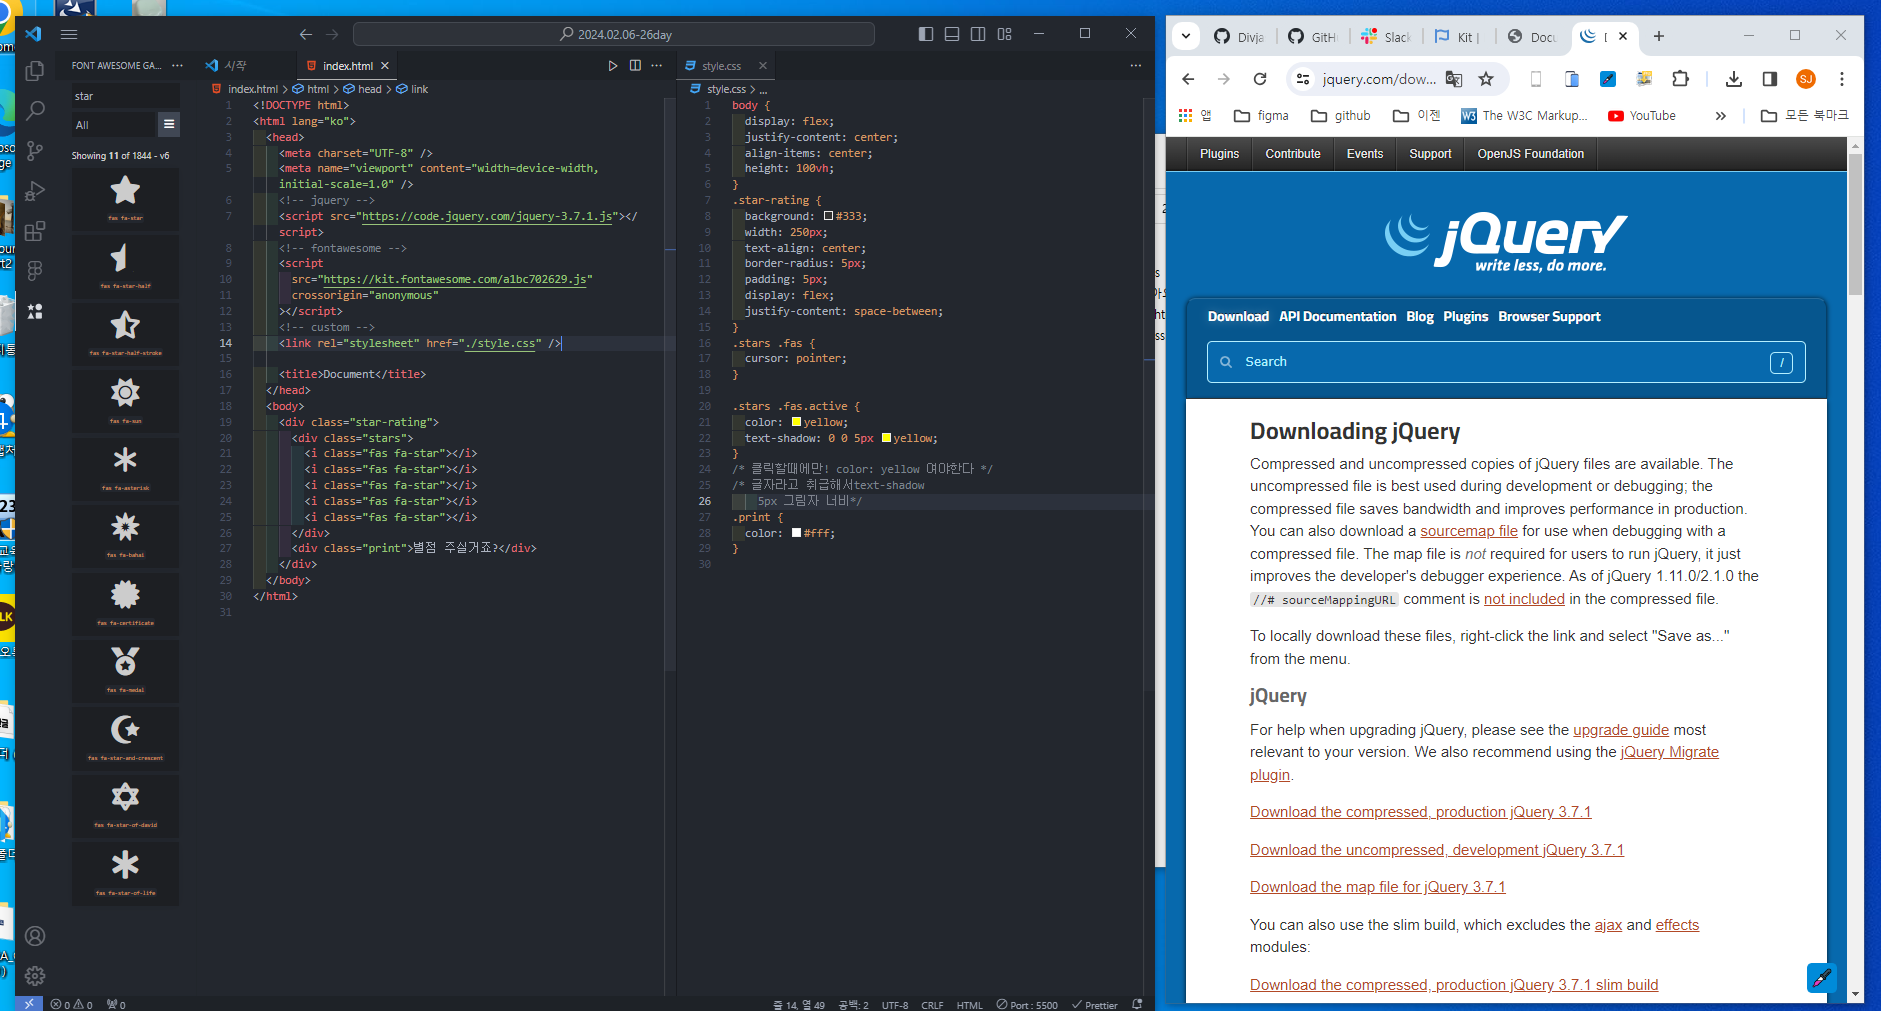 2024.02.06-26day
FONT AWESOME GA...
star
All
Showing 11 of 1844 - v6
fas fa-star
fas fa-star-half
fas fa-star-half-stroke
fas fa-sun
fas fa-asterisk
fas fa-bahai
fas fa-certificate
fas fa-medal
fas fa-star-and-crescent
fas fa-star-of-david
fas fa-star-of-life
시작
index.html
index.html > html > head > link
1 <!DOCTYPE html>
2 <html lang="ko">
3 <head>
4 <meta charset="UTF-8" />
5 <meta name="viewport" content="width=device-width,
initial-scale=1.0" />
6 <!-- jquery -->
7 <script src="https://code.jquery.com/jquery-3.7.1.js"></
script>
8 <!-- fontawesome -->
9 <script
10 src="https://kit.fontawesome.com/a1bc702629.js"
11 crossorigin="anonymous"
12 ></script>
13 <!-- custom -->
14 <link rel="stylesheet" href="./style.css" />
15
16 <title>Document</title>
17 </head>
18 <body>
19 <div class="star-rating">
20 <div class="stars">
21 <i class="fas fa-star"></i>
22 <i class="fas fa-star"></i>
23 <i class="fas fa-star"></i>
24 <i class="fas fa-star"></i>
25 <i class="fas fa-star"></i>
26 </div>
27 <div class="print">별점 주실거죠?</div>
28 </div>
29 </body>
30 </html>
31
style.css
style.css > ...
1 body {
2 display: flex;
3 justify-content: center;
4 align-items: center;
5 height: 100vh;
6 }
7 .star-rating {
8 background: #333;
9 width: 250px;
10 text-align: center;
11 border-radius: 5px;
12 padding: 5px;
13 display: flex;
14 justify-content: space-between;
15 }
16 .stars .fas {
17 cursor: pointer;
18 }
19
20 .stars .fas.active {
21 color: yellow;
22 text-shadow: 0 0 5px yellow;
23 }
24 /* 클릭할때에만! color: yellow 여야한다 */
25 /* 글자라고 취급해서text-shadow
26 5px 그림자 너비*/
27 .print {
28 color: #fff;
29 }
30
0 0 0
줄 14, 열 49 공백: 2 UTF-8 CRLF HTML Port : 5500 Prettier
Divja GitH Slack Kit | Docu
jquery.com/dow...
SJ
앱 figma github 이젠 The W3C Markup... YouTube » 모든 북마크
Plugins Contribute Events Support OpenJS Foundation
jQuery
write less, do more.
Download API Documentation Blog Plugins Browser Support
Search /
Downloading jQuery
Compressed and uncompressed copies of jQuery files are available. The
uncompressed file is best used during development or debugging; the
compressed file saves bandwidth and improves performance in production.
You can also download a sourcemap file for use when debugging with a
compressed file. The map file is not required for users to run jQuery, it just
improves the developer's debugger experience. As of jQuery 1.11.0/2.1.0 the
//# sourceMappingURL comment is not included in the compressed file.
To locally download these files, right-click the link and select "Save as..."
from the menu.
jQuery
For help when upgrading jQuery, please see the upgrade guide most
relevant to your version. We also recommend using the jQuery Migrate
plugin.
Download the compressed, production jQuery 3.7.1
Download the uncompressed, development jQuery 3.7.1
Download the map file for jQuery 3.7.1
You can also use the slim build, which excludes the ajax and effects
modules:
Download the compressed, production jQuery 3.7.1 slim build